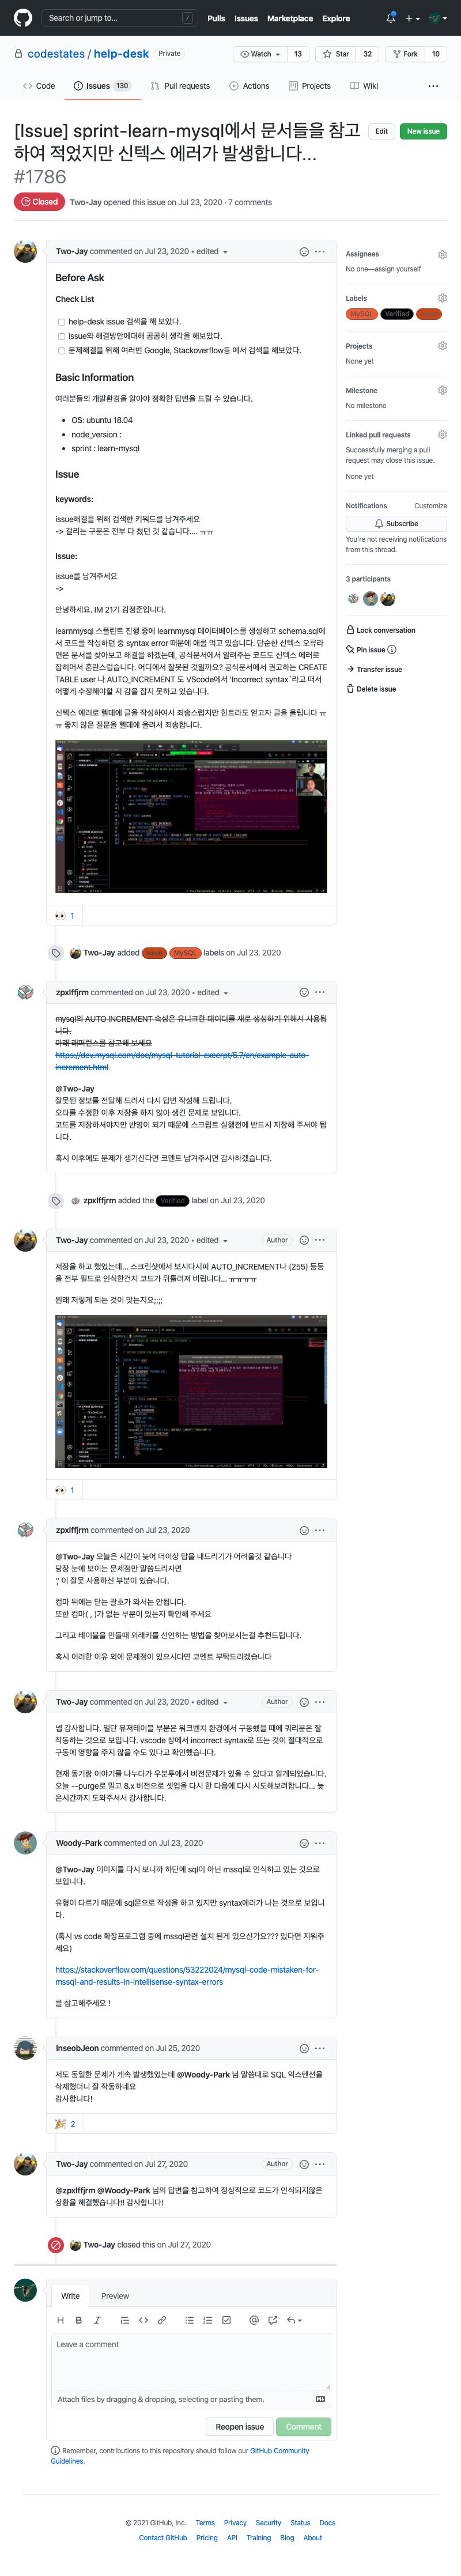 Search or jump to...
/
Pulls Issues Marketplace Explore
codestates / help-desk Private
Watch 13 Star 32 Fork 10
Code Issues 130 Pull requests Actions Projects Wiki
[Issue] sprint-learn-mysql에서 문서들을 참고
하여 적었지만 신텍스 에러가 발생합니다...
#1786
Edit New issue
Closed Two-Jay opened this issue on Jul 23, 2020 · 7 comments
Two-Jay commented on Jul 23, 2020 • edited
Before Ask
Check List
help-desk issue 검색을 해 보았다.
issue와 해결방안에대해 곰곰히 생각을 해보았다.
문제해결을 위해 여러번 Google, Stackoverflow등 에서 검색을 해보았다.
Basic Information
여러분들의 개발환경을 알아야 정확한 답변을 드릴 수 있습니다.
OS: ubuntu 18.04
node_version :
sprint : learn-mysql
Issue
keywords:
issue해결을 위해 검색한 키워드를 남겨주세요
-> 걸리는 구문은 전부 다 쳤던 것 같습니다.... ㅠㅠ
Issue:
issue를 남겨주세요
->
안녕하세요. IM 21기 김정준입니다.
learnmysql 스플린트 진행 중에 learnmysql 데이터베이스를 생성하고 schema.sql에
서 코드를 작성하던 중 syntax error 때문에 애를 먹고 있습니다. 단순한 신텍스 오류라
면은 문서를 찾아보고 해결을 하겠는데, 공식문서에서 알려주는 코드도 신텍스 에러로
잡히어서 혼란스럽습니다. 어디에서 잘못된 것일까요? 공식문서에서 권고하는 CREATE
TABLE user 나 AUTO_INCREMENT 도 VScode에서 'Incorrect syntax`라고 떠서
어떻게 수정해야할 지 감을 잡지 못하고 있습니다.
신텍스 에러로 헬데에 글을 작성하여서 죄송스럽지만 힌트라도 얻고자 글을 올립니다 ㅠ
ㅠ 좋지 않은 질문을 헬데에 올려서 죄송합니다.
1
Two-Jay added MySQL labels on Jul 23, 2020
zpxlffjrm commented on Jul 23, 2020 • edited
mysql의 AUTO INCREMENT 속성은 유니크한 데이터를 새로 생성하기 위해서 사용됩
니다.
아래 래퍼런스를 참고해 보세요
https://dev.mysql.com/doc/mysql-tutorial-excerpt/5.7/en/example-auto-
increment.html
@Two-Jay
잘못된 정보를 전달해 드려서 다시 답변 작성해 드립니다.
오타를 수정한 이후 저장을 하지 않아 생긴 문제로 보입니다.
코드를 저장하셔야지만 반영이 되기 때문에 스크립트 실행전에 반드시 저장해 주셔야 됩
니다.
혹시 이후에도 문제가 생기신다면 코멘트 남겨주시면 감사하겠습니다.
zpxlffjrm added the Verified label on Jul 23, 2020
Two-Jay commented on Jul 23, 2020 • edited Author
저장을 하고 했었는데... 스크린샷에서 보시다시피 AUTO_INCREMENT나 (255) 등등
을 전부 필드로 인식한건지 코드가 뒤틀려져 버립니다... ㅠㅠㅠㅠ
원래 저렇게 되는 것이 맞는지요;;;;
1
zpxlffjrm commented on Jul 23, 2020
@Two-Jay 오늘은 시간이 늦어 더이상 답을 내드리기가 어려울것 같습니다
당장 눈에 보이는 문제점만 말씀드리자면
',' 이 잘못 사용하신 부분이 있습니다.
컴마 뒤에는 닫는 괄호가 와서는 안됩니다.
또한 컴마( , )가 없는 부분이 있는지 확인해 주세요
그리고 테이블을 만들때 외래키를 선언하는 방법을 찾아보시는걸 추천드립니다.
혹시 이러한 이유 외에 문제점이 있으시다면 코멘트 부탁드리겠습니다
Two-Jay commented on Jul 23, 2020 • edited Author
넵 감사합니다. 일단 유저테이블 부분은 워크벤치 환경에서 구동했을 때에 쿼리문은 잘
작동하는 것으로 보입니다. vscode 상에서 incorrect syntax로 뜨는 것이 절대적으로
구동에 영향을 주지 않을 수도 있다고 확인했습니다.
현재 동기랑 이야기를 나누다가 우분투에서 버전문제가 있을 수 있다고 알게되었습니다.
오늘 --purge로 밀고 8.x 버전으로 셋업을 다시 한 다음에 다시 시도해보려합니다... 늦
은시간까지 도와주셔서 감사합니다.
Woody-Park commented on Jul 23, 2020
@Two-Jay 이미지를 다시 보니까 하단에 sql이 아닌 mssql로 인식하고 있는 것으로
보입니다.
유형이 다르기 때문에 sql문으로 작성을 하고 있지만 syntax에러가 나는 것으로 보입니
다.
(혹시 vs code 확장프로그램 중에 mssql관련 설치 된게 있으신가요??? 있다면 지워주
세요)
https://stackoverflow.com/questions/53222024/mysql-code-mistaken-for-
mssql-and-results-in-intellisense-syntax-errors
를 참고해주세요 !
InseobJeon commented on Jul 25, 2020
저도 동일한 문제가 계속 발생했었는데 @Woody-Park 님 말씀대로 SQL 익스텐션을
삭제했더니 잘 작동하네요
감사합니다!
2
Two-Jay commented on Jul 27, 2020 Author
@zpxlffjrm @Woody-Park 님의 답변을 참고하여 정상적으로 코드가 인식되지않은
상황을 해결했습니다!! 감사합니다!
Two-Jay closed this on Jul 27, 2020
Write Preview
Leave a comment
Attach files by dragging & dropping, selecting or pasting them.
Reopen issue Comment
Remember, contributions to this repository should follow our GitHub Community
Guidelines.
Assignees
No one—assign yourself
Labels
MySQL Verified
Projects
None yet
Milestone
No milestone
Linked pull requests
Successfully merging a pull
request may close this issue.
None yet
Notifications Customize
Subscribe
You're not receiving notifications
from this thread.
3 participants
Lock conversation
Pin issue
Transfer issue
Delete issue
© 2021 GitHub, Inc. Terms Privacy Security Status Docs
Contact GitHub Pricing API Training Blog About